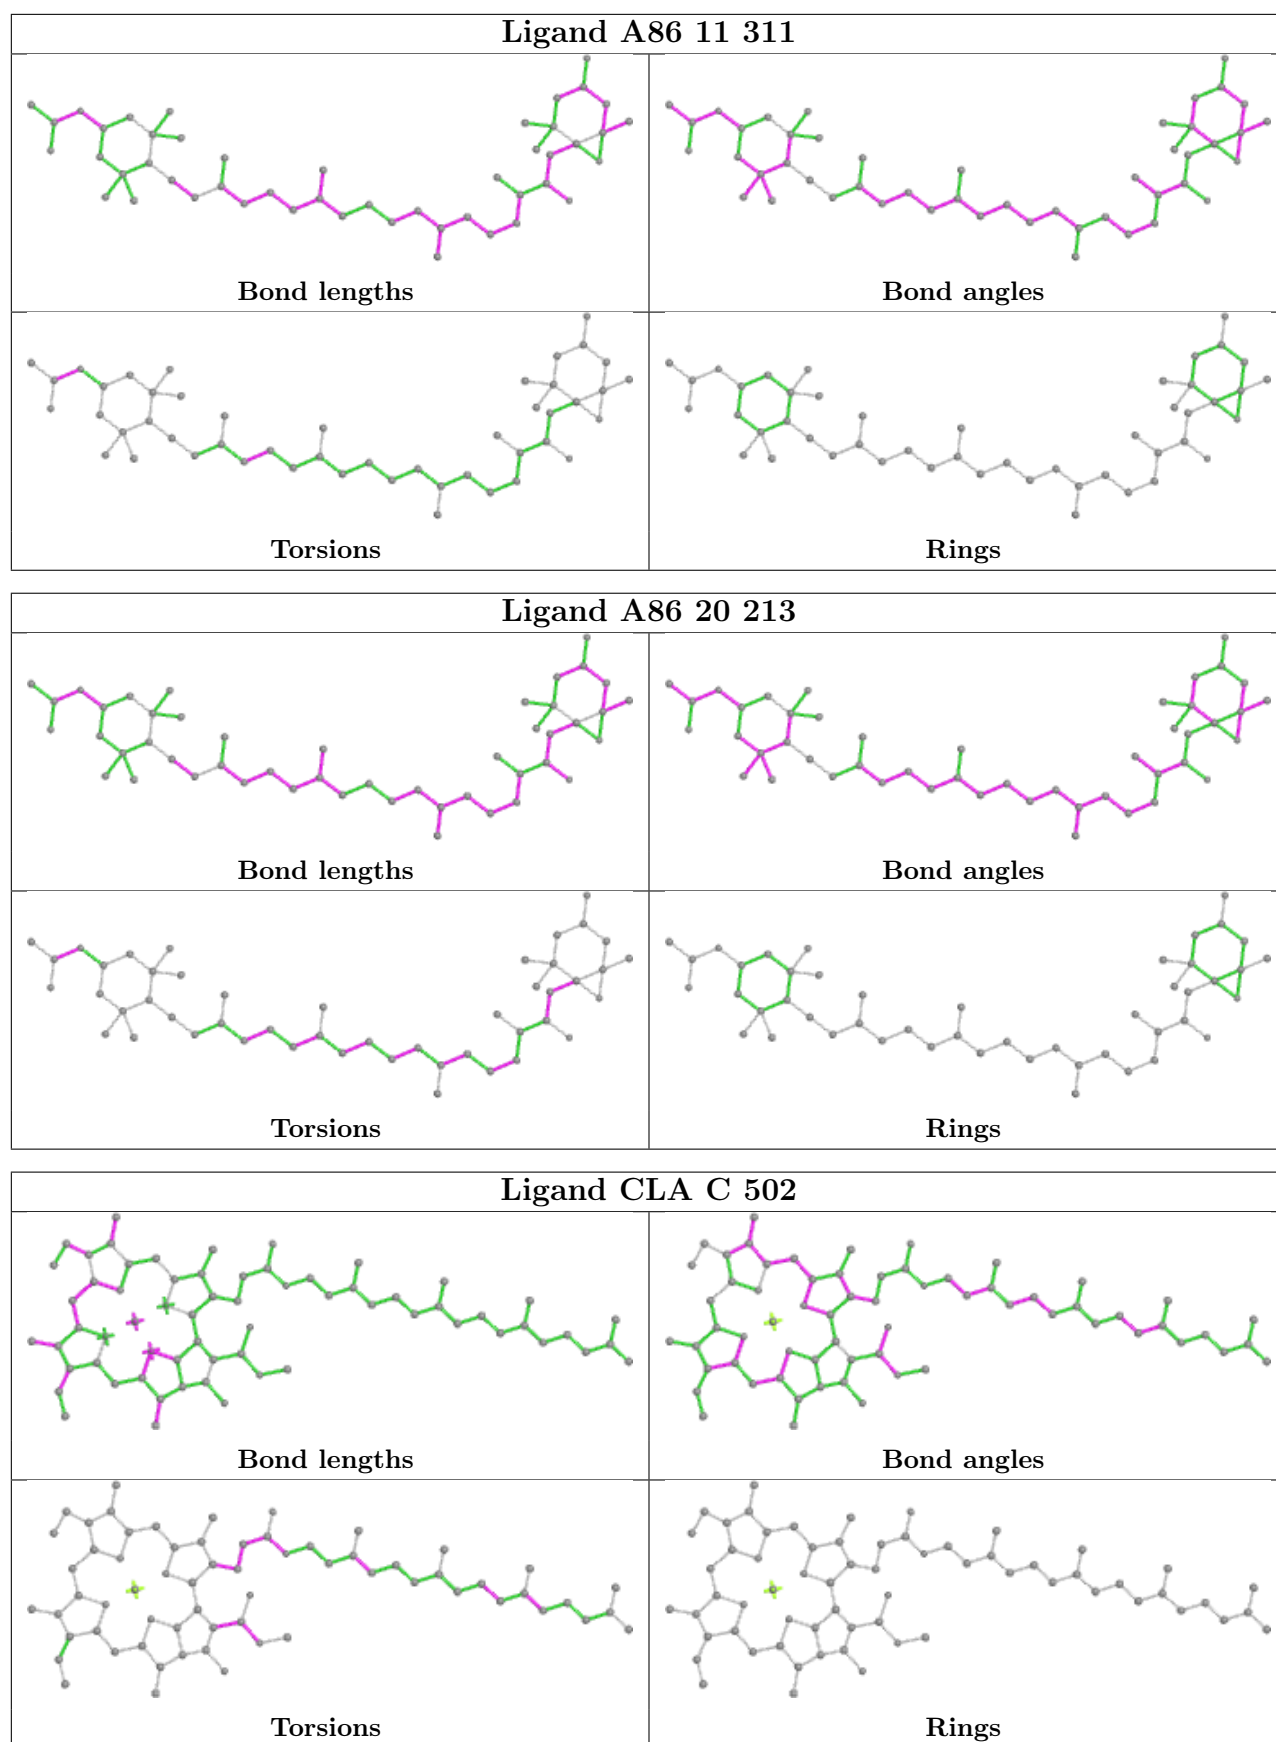 Ligand A86 11 311
Bond lengths
Bond angles
Torsions
Rings
Ligand A86 20 213
Bond lengths
Bond angles
Torsions
Rings
Ligand CLA C 502
Bond lengths
Bond angles
Torsions
Rings